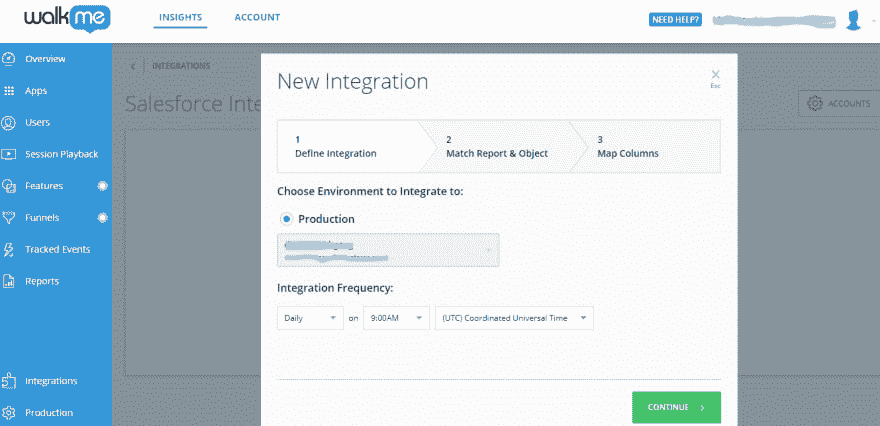 walkme
INSIGHTS
ACCOUNT
NEED HELP?
Overview
Apps
Users
Session Playback
Features
Funnels
Tracked Events
Reports
Integrations
Production
INTEGRATIONS
Salesforce Inte
ACCOUNTS
New Integration
Esc
1
Define Integration
2
Match Report & Object
3
Map Columns
Choose Environment to Integrate to:
Production
Integration Frequency:
Daily on 9:00AM (UTC) Coordinated Universal Time
CONTINUE